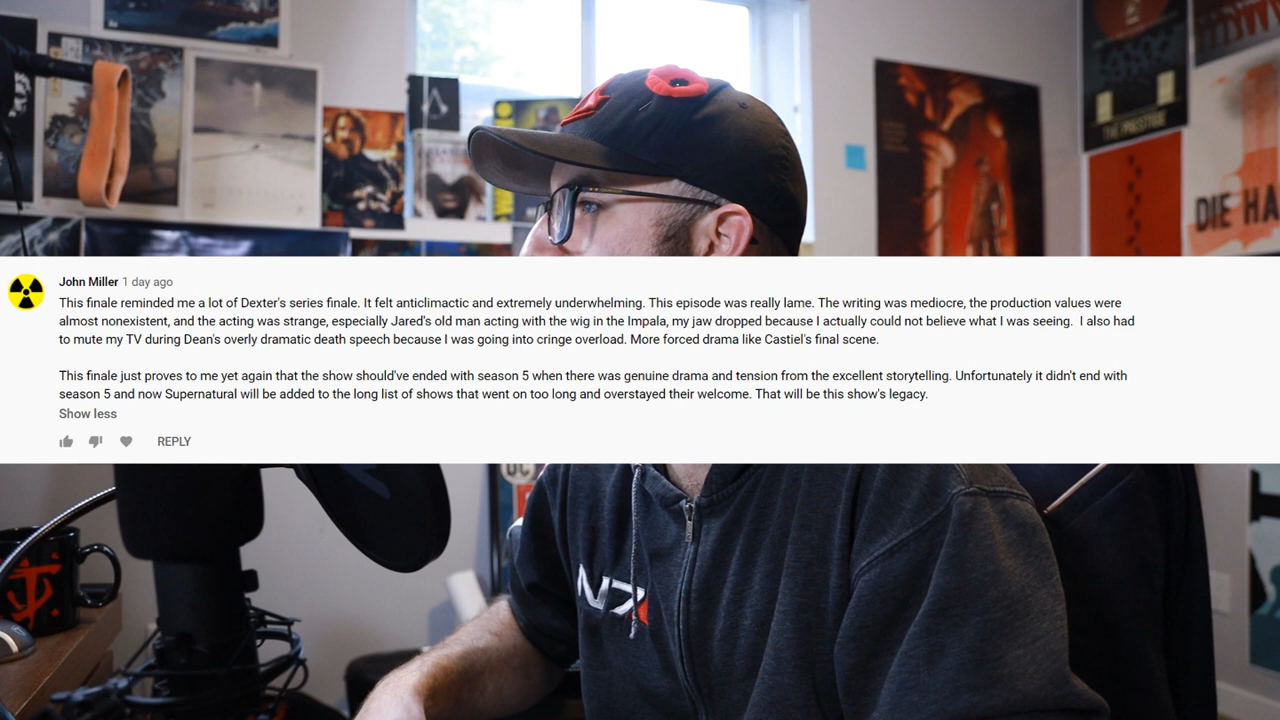 THE PRESTIGE
DIE HA
John Miller 1 day ago
This finale reminded me a lot of Dexter's series finale. It felt anticlimactic and extremely underwhelming. This episode was really lame. The writing was mediocre, the production values were
almost nonexistent, and the acting was strange, especially Jared's old man acting with the wig in the Impala, my jaw dropped because I actually could not believe what I was seeing.  I also had
to mute my TV during Dean's overly dramatic death speech because I was going into cringe overload. More forced drama like Castiel's final scene.
This finale just proves to me yet again that the show should've ended with season 5 when there was genuine drama and tension from the excellent storytelling. Unfortunately it didn't end with
season 5 and now Supernatural will be added to the long list of shows that went on too long and overstayed their welcome. That will be this show's legacy.
Show less
REPLY
DC
N7